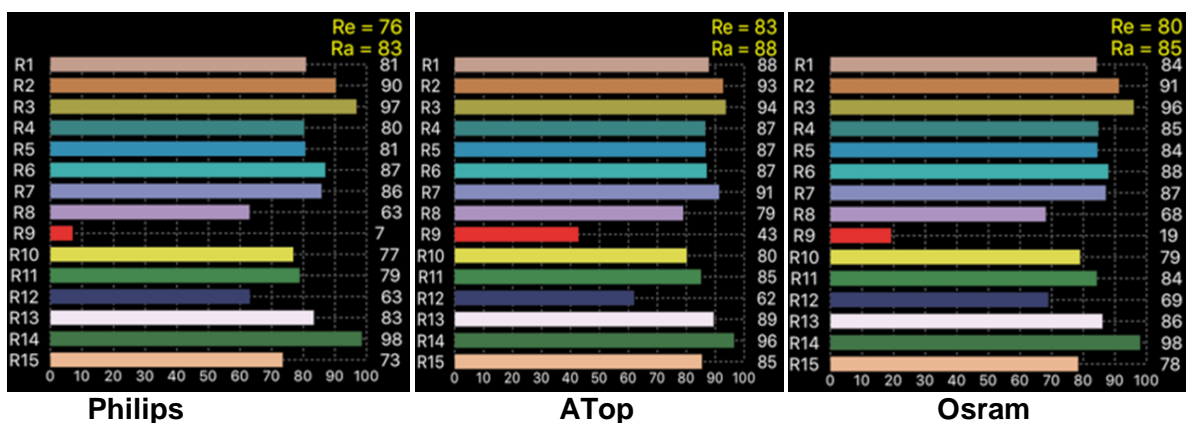 Re = 76
Ra = 83
R1 81
R2 90
R3 97
R4 80
R5 81
R6 87
R7 86
R8 63
R9 7
R10 77
R11 79
R12 63
R13 83
R14 98
R15 73
0 10 20 30 40 50 60 70 80 90 100
Philips
Re = 83
Ra = 88
R1 88
R2 93
R3 94
R4 87
R5 87
R6 87
R7 91
R8 79
R9 43
R10 80
R11 85
R12 62
R13 89
R14 96
R15 85
0 10 20 30 40 50 60 70 80 90 100
ATop
Re = 80
Ra = 85
R1 84
R2 91
R3 96
R4 85
R5 84
R6 88
R7 87
R8 68
R9 19
R10 79
R11 84
R12 69
R13 86
R14 98
R15 78
0 10 20 30 40 50 60 70 80 90 100
Osram